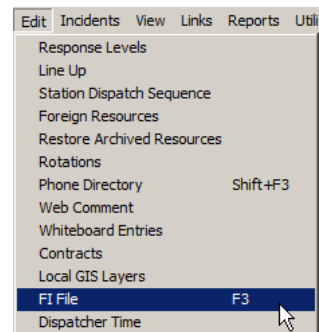 Edit Incidents View Links Reports Utili
Response Levels
Line Up
Station Dispatch Sequence
Foreign Resources
Restore Archived Resources
Rotations
Phone Directory Shift+F3
Web Comment
Whiteboard Entries
Contracts
Local GIS Layers
FI File F3
Dispatcher Time